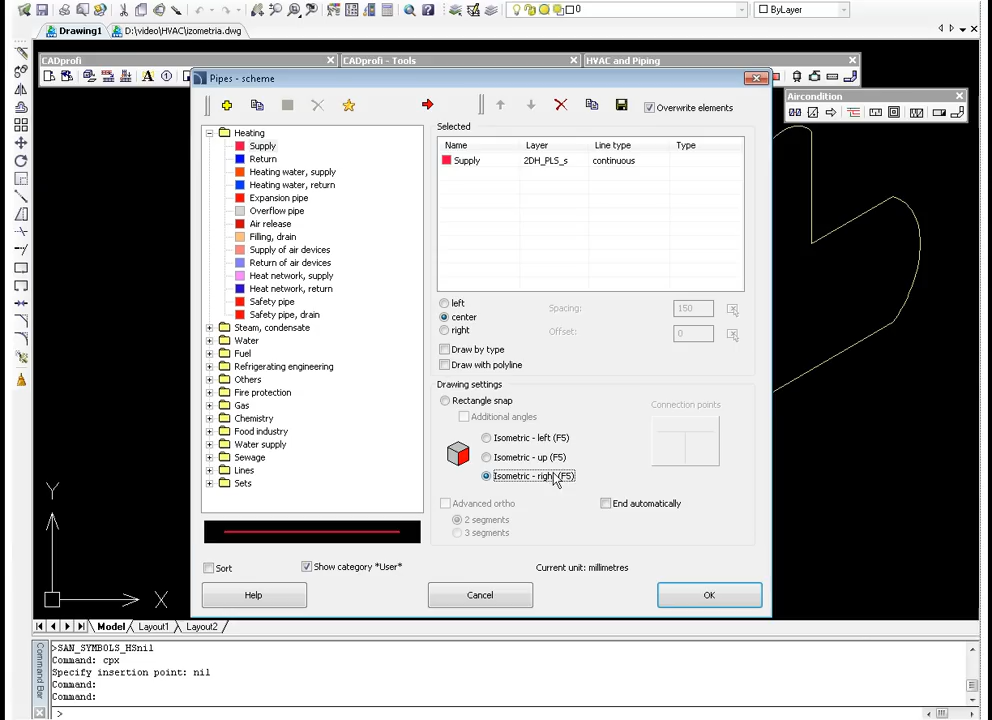 0
ByLayer
Drawing1
D:\video\HVAC\izometria.dwg
CADprofi
CADprofi - Tools
HVAC and Piping
Pipes - scheme
Aircondition
Overwrite elements
Heating
Supply
Return
Heating water, supply
Heating water, return
Expansion pipe
Overflow pipe
Air release
Filling, drain
Supply of air devices
Return of air devices
Heat network, supply
Heat network, return
Safety pipe
Safety pipe, drain
Steam, condensate
Water
Fuel
Refrigerating engineering
Others
Fire protection
Gas
Chemistry
Food industry
Water supply
Sewage
Lines
Sets
Selected
Name Layer Line type Type
Supply 2DH_PLS_s continuous
left
center
right
Spacing: 150
Offset: 0
Draw by type
Draw with polyline
Drawing settings
Rectangle snap
Additional angles
Connection points
Isometric - left (F5)
Isometric - up (F5)
Isometric - right (F5)
Advanced ortho
2 segments
3 segments
End automatically
Sort
Show category *User*
Current unit: millimetres
Help
Cancel
OK
Y
X
Model
Layout1
Layout2
Command Bar
>SAN_SYMBOLS_HSnil
Command: cpx
Specify insertion point: nil
Command:
Command:
>